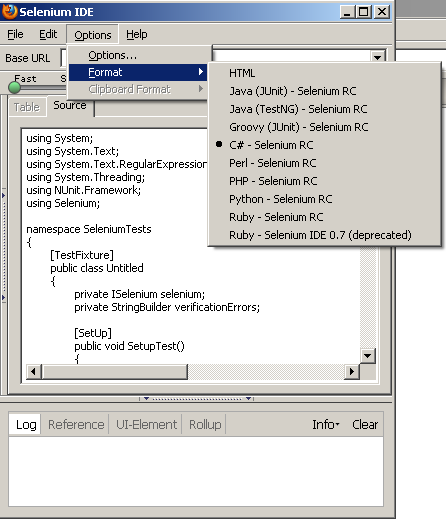 Selenium IDE
File Edit Options Help
Base URL
Options...
Format
Clipboard Format
Fast
HTML
Java (JUnit) - Selenium RC
Java (TestNG) - Selenium RC
Groovy (JUnit) - Selenium RC
C# - Selenium RC
Perl - Selenium RC
PHP - Selenium RC
Python - Selenium RC
Ruby - Selenium RC
Ruby - Selenium IDE 0.7 (deprecated)
Table Source
using System;
using System.Text;
using System.Text.RegularExpression
using System.Threading;
using NUnit.Framework;
using Selenium;
namespace SeleniumTests
{
[TestFixture]
public class Untitled
{
private ISelenium selenium;
private StringBuilder verificationErrors;
[SetUp]
public void SetupTest()
{
Log Reference UI-Element Rollup Info Clear